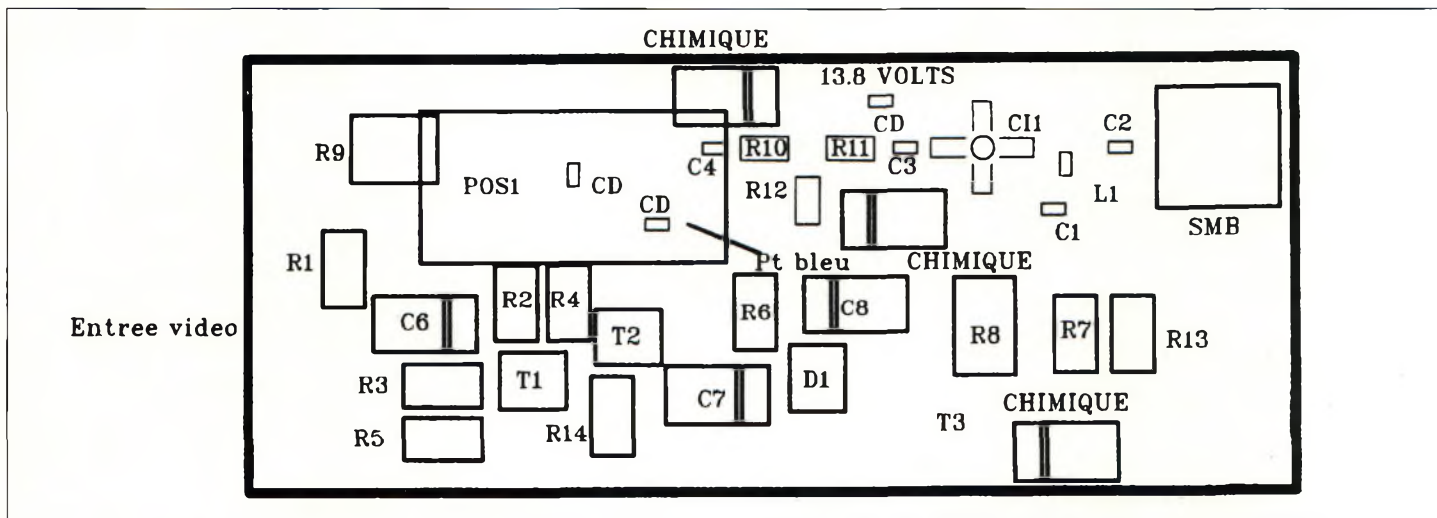 CHIMIQUE
13.8 VOLTS
R9
POS1
CD
CD
C4
R10
R11
CD
C3
CI1
C2
R12
L1
C1
SMB
R1
Pt bleu
CHIMIQUE
Entree video
C6
R2
R4
T2
R6
C8
R8
R7
R13
R3
T1
C7
D1
R5
R14
T3
CHIMIQUE